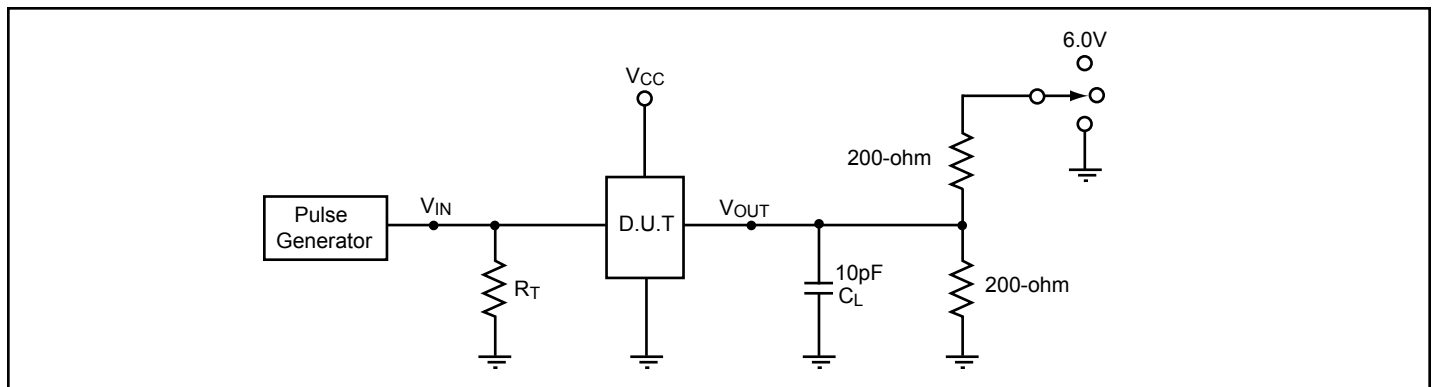 6.0V
VCC
200-ohm
Pulse
Generator
VIN
D.U.T
VOUT
RT
10pF
CL
200-ohm